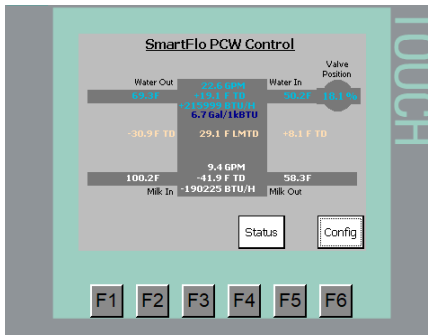 TOUCH
SmartFlo PCW Control
Valve
Position
Water Out
Water In
69.3F
22.6 GPM
+19.1 F TD
-215999 BTU/H
50.2F
18.1 %
6.7 Gal/1kBTU
-30.9 F TD
29.1 F LMTD
+8.1 F TD
9.4 GPM
100.2F
-41.9 F TD
58.3F
Milk In
-190225 BTU/H
Milk Out
Status
Config
F1
F2
F3
F4
F5
F6